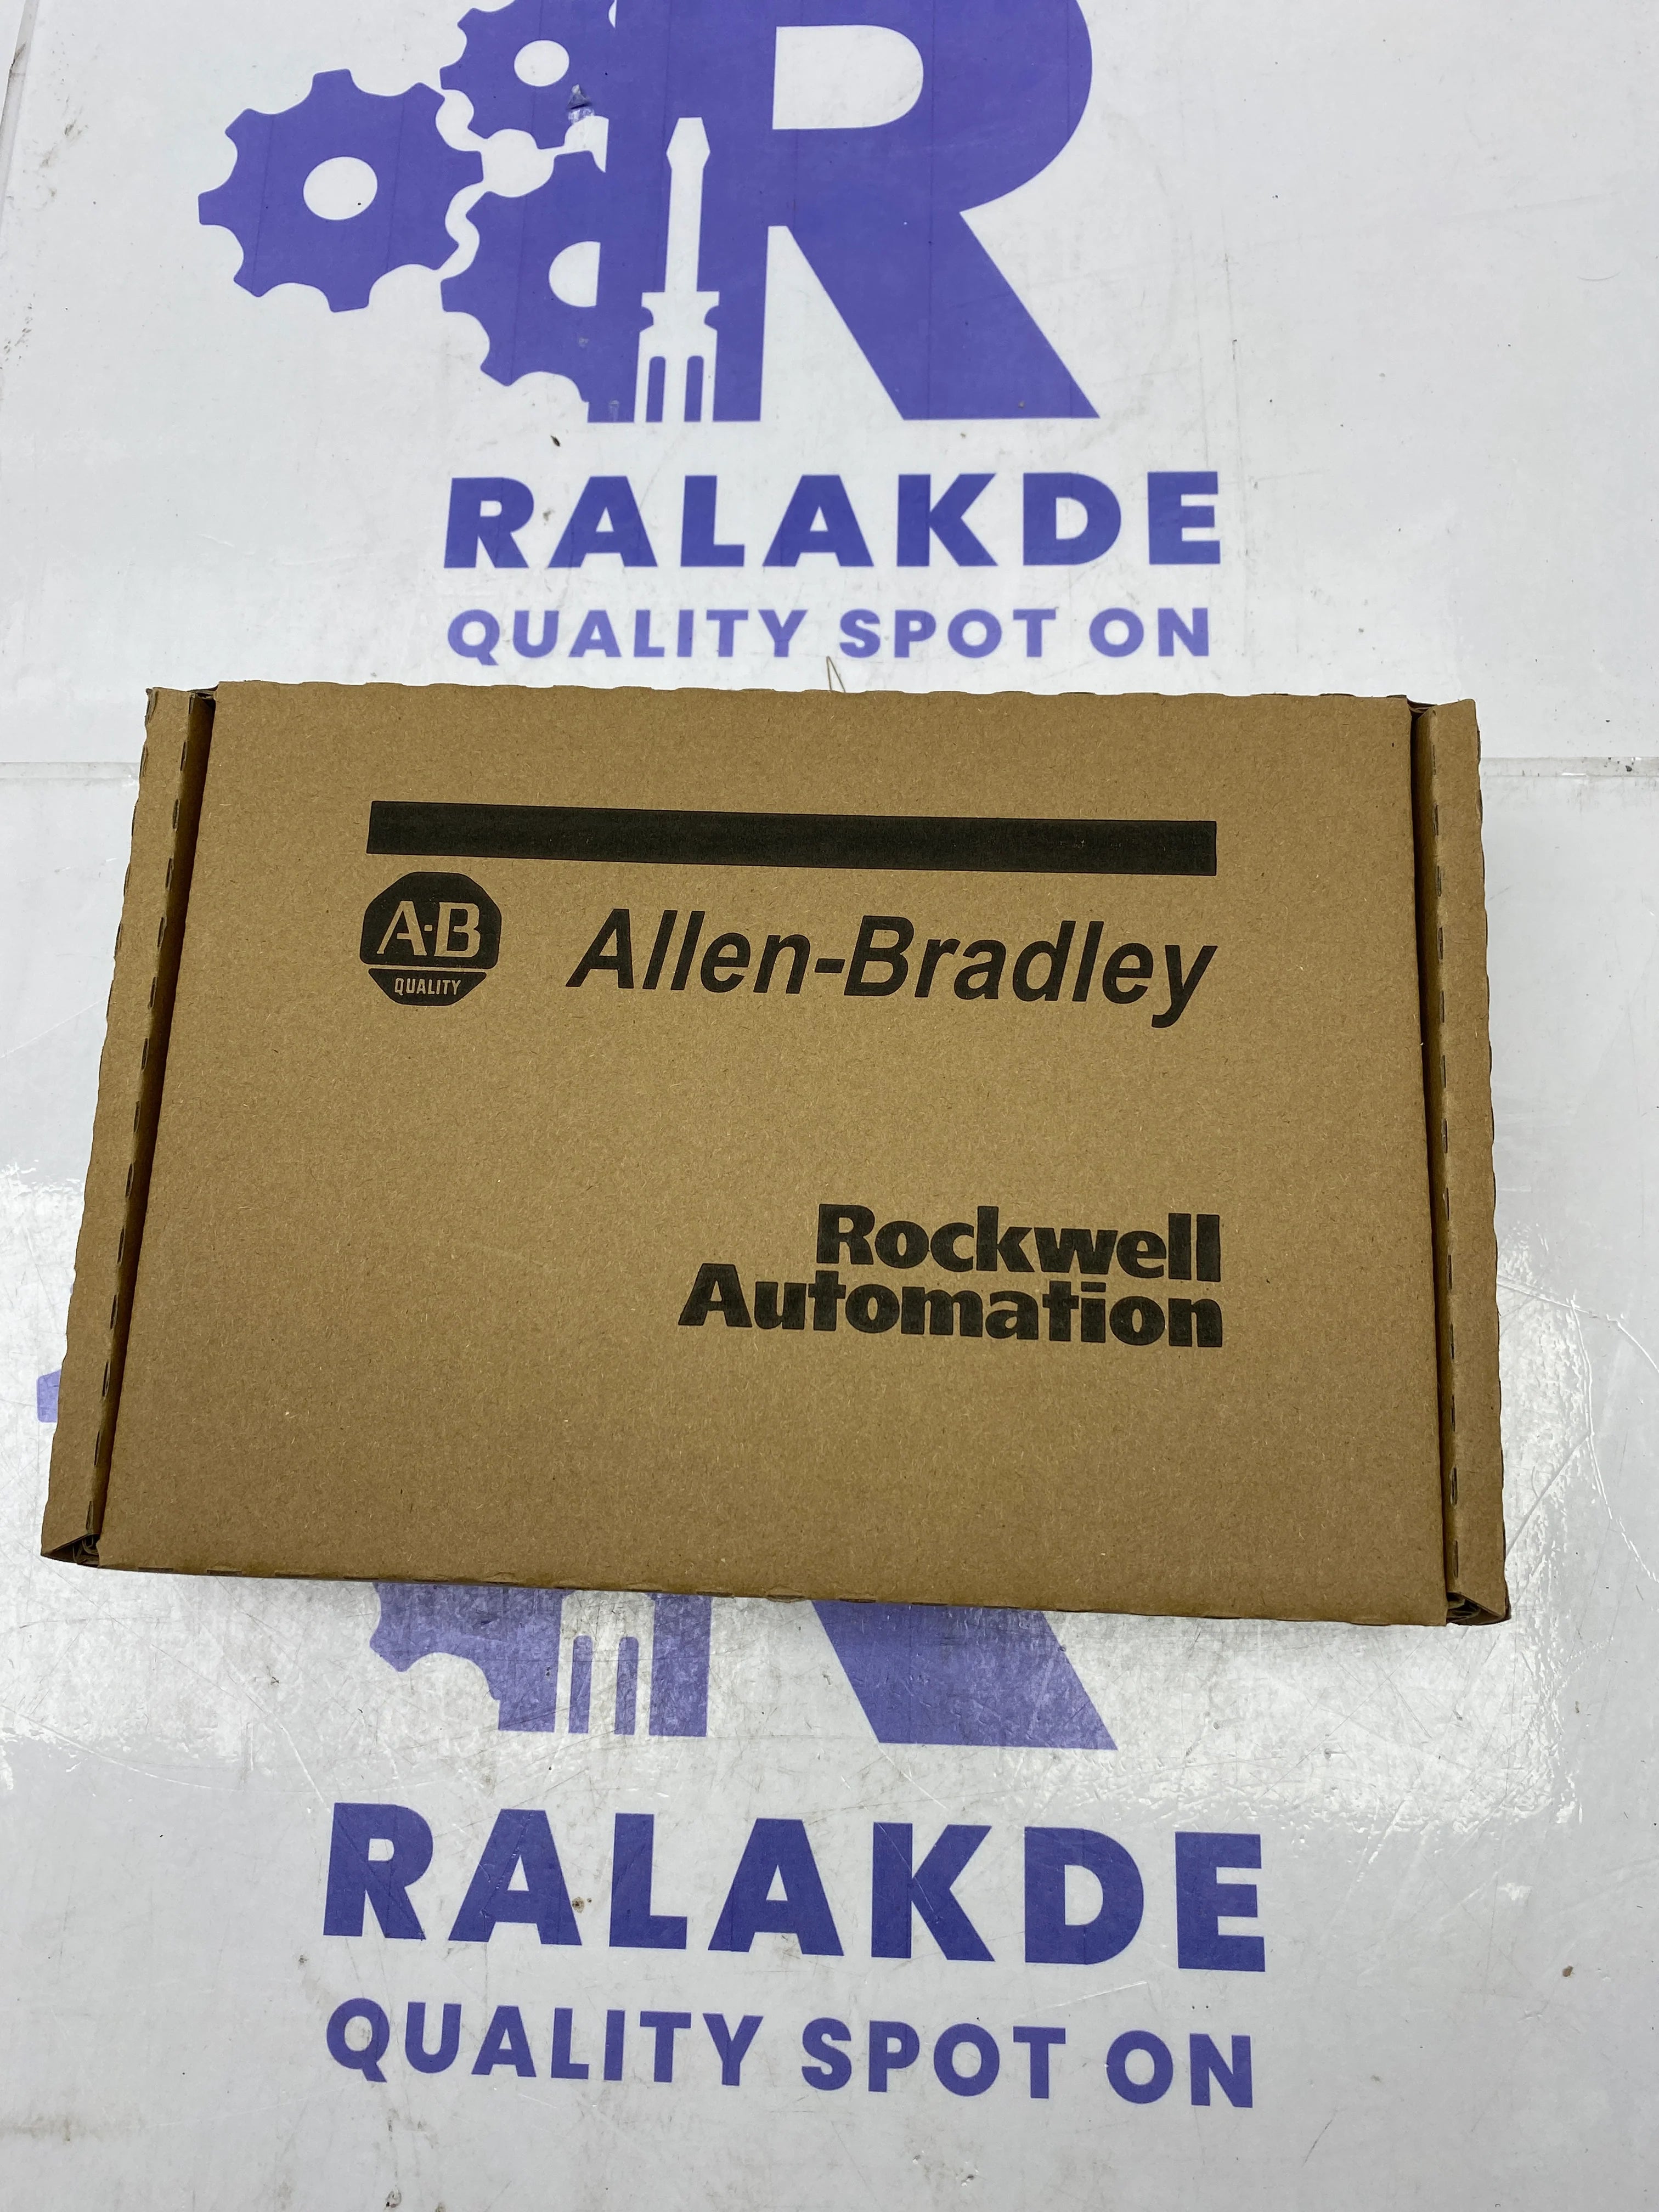 RALAKDE
QUALITY SPOT ON
A-B
QUALITY
Allen-Bradley
Rockwell
Automation
RALAKDE
QUALITY SPOT ON